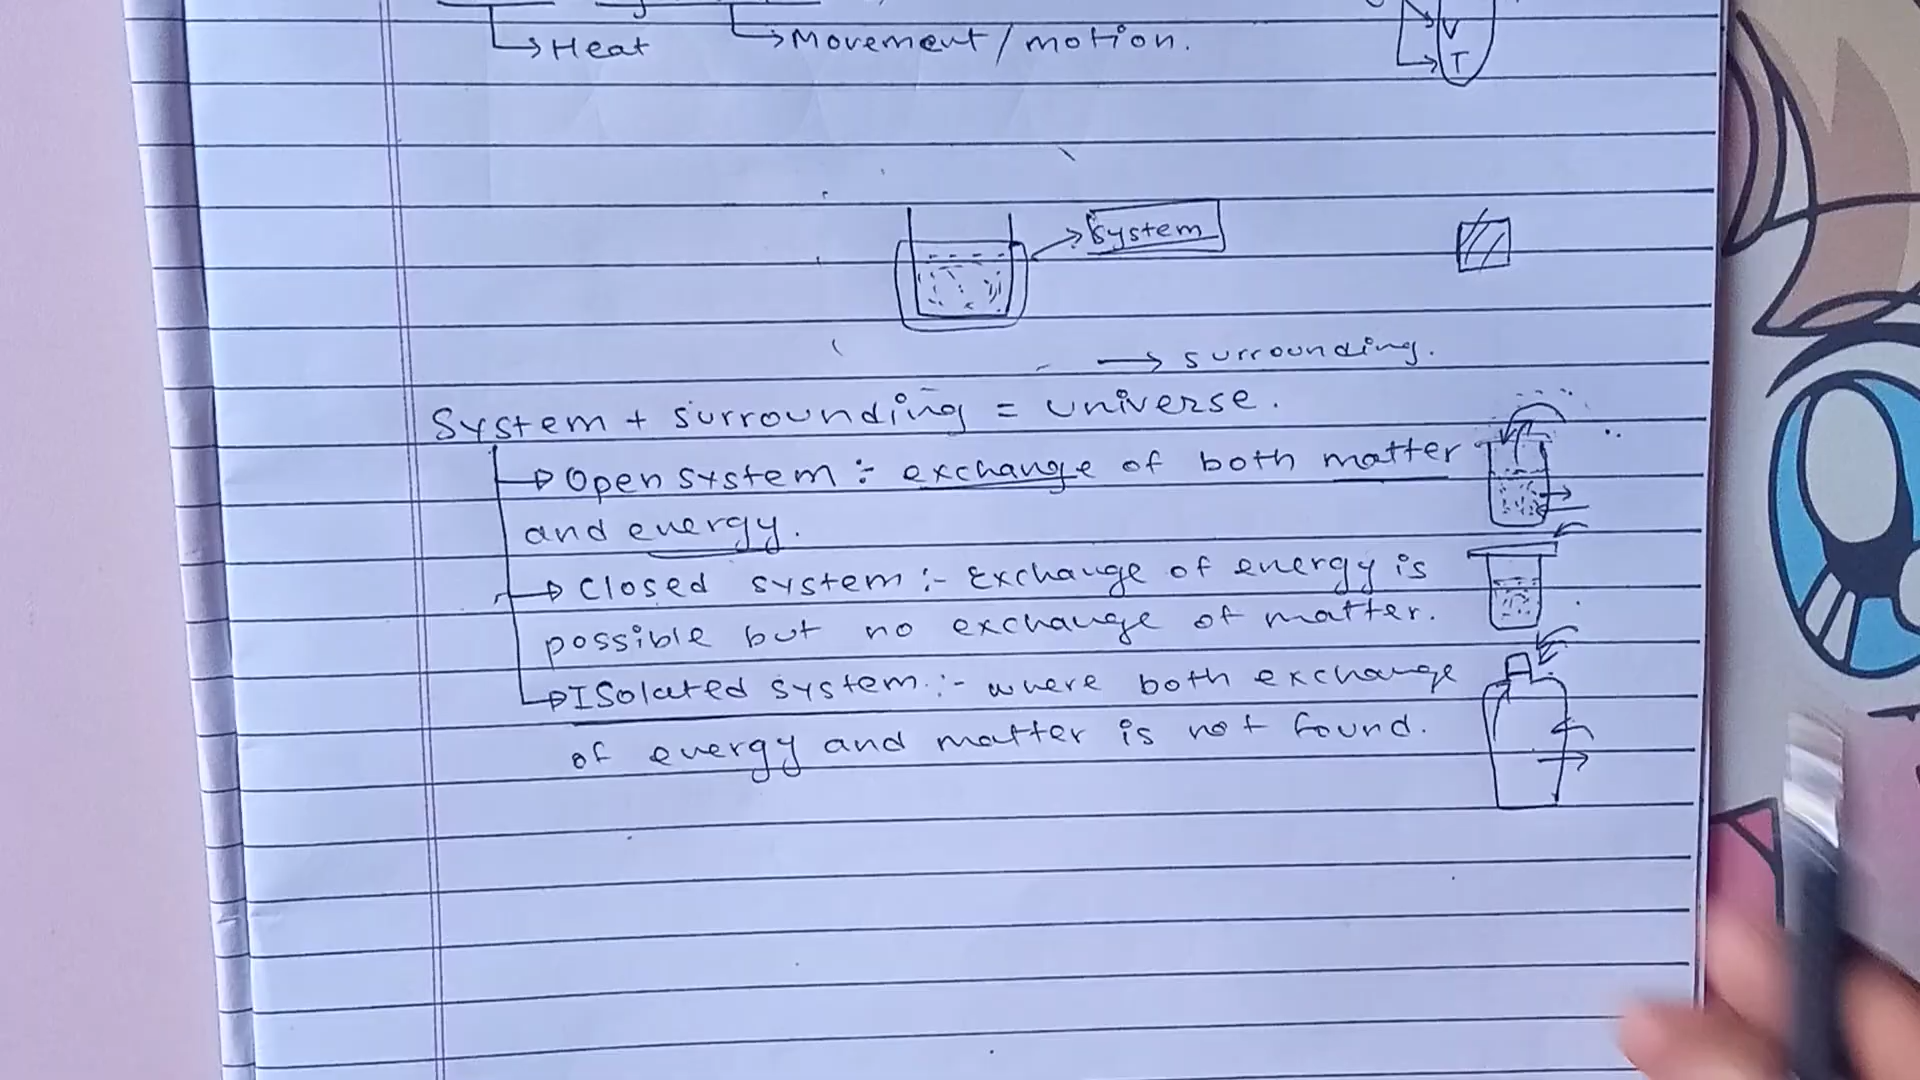 Heat
Movement/motion.
V
T
system
surrounding.
System + surrounding = universe.
Open system :- exchange of both matter
and energy.
Closed system :- Exchange of energy is
possible but no exchange of matter.
ISolated system :- where both exchange
of energy and matter is not found.